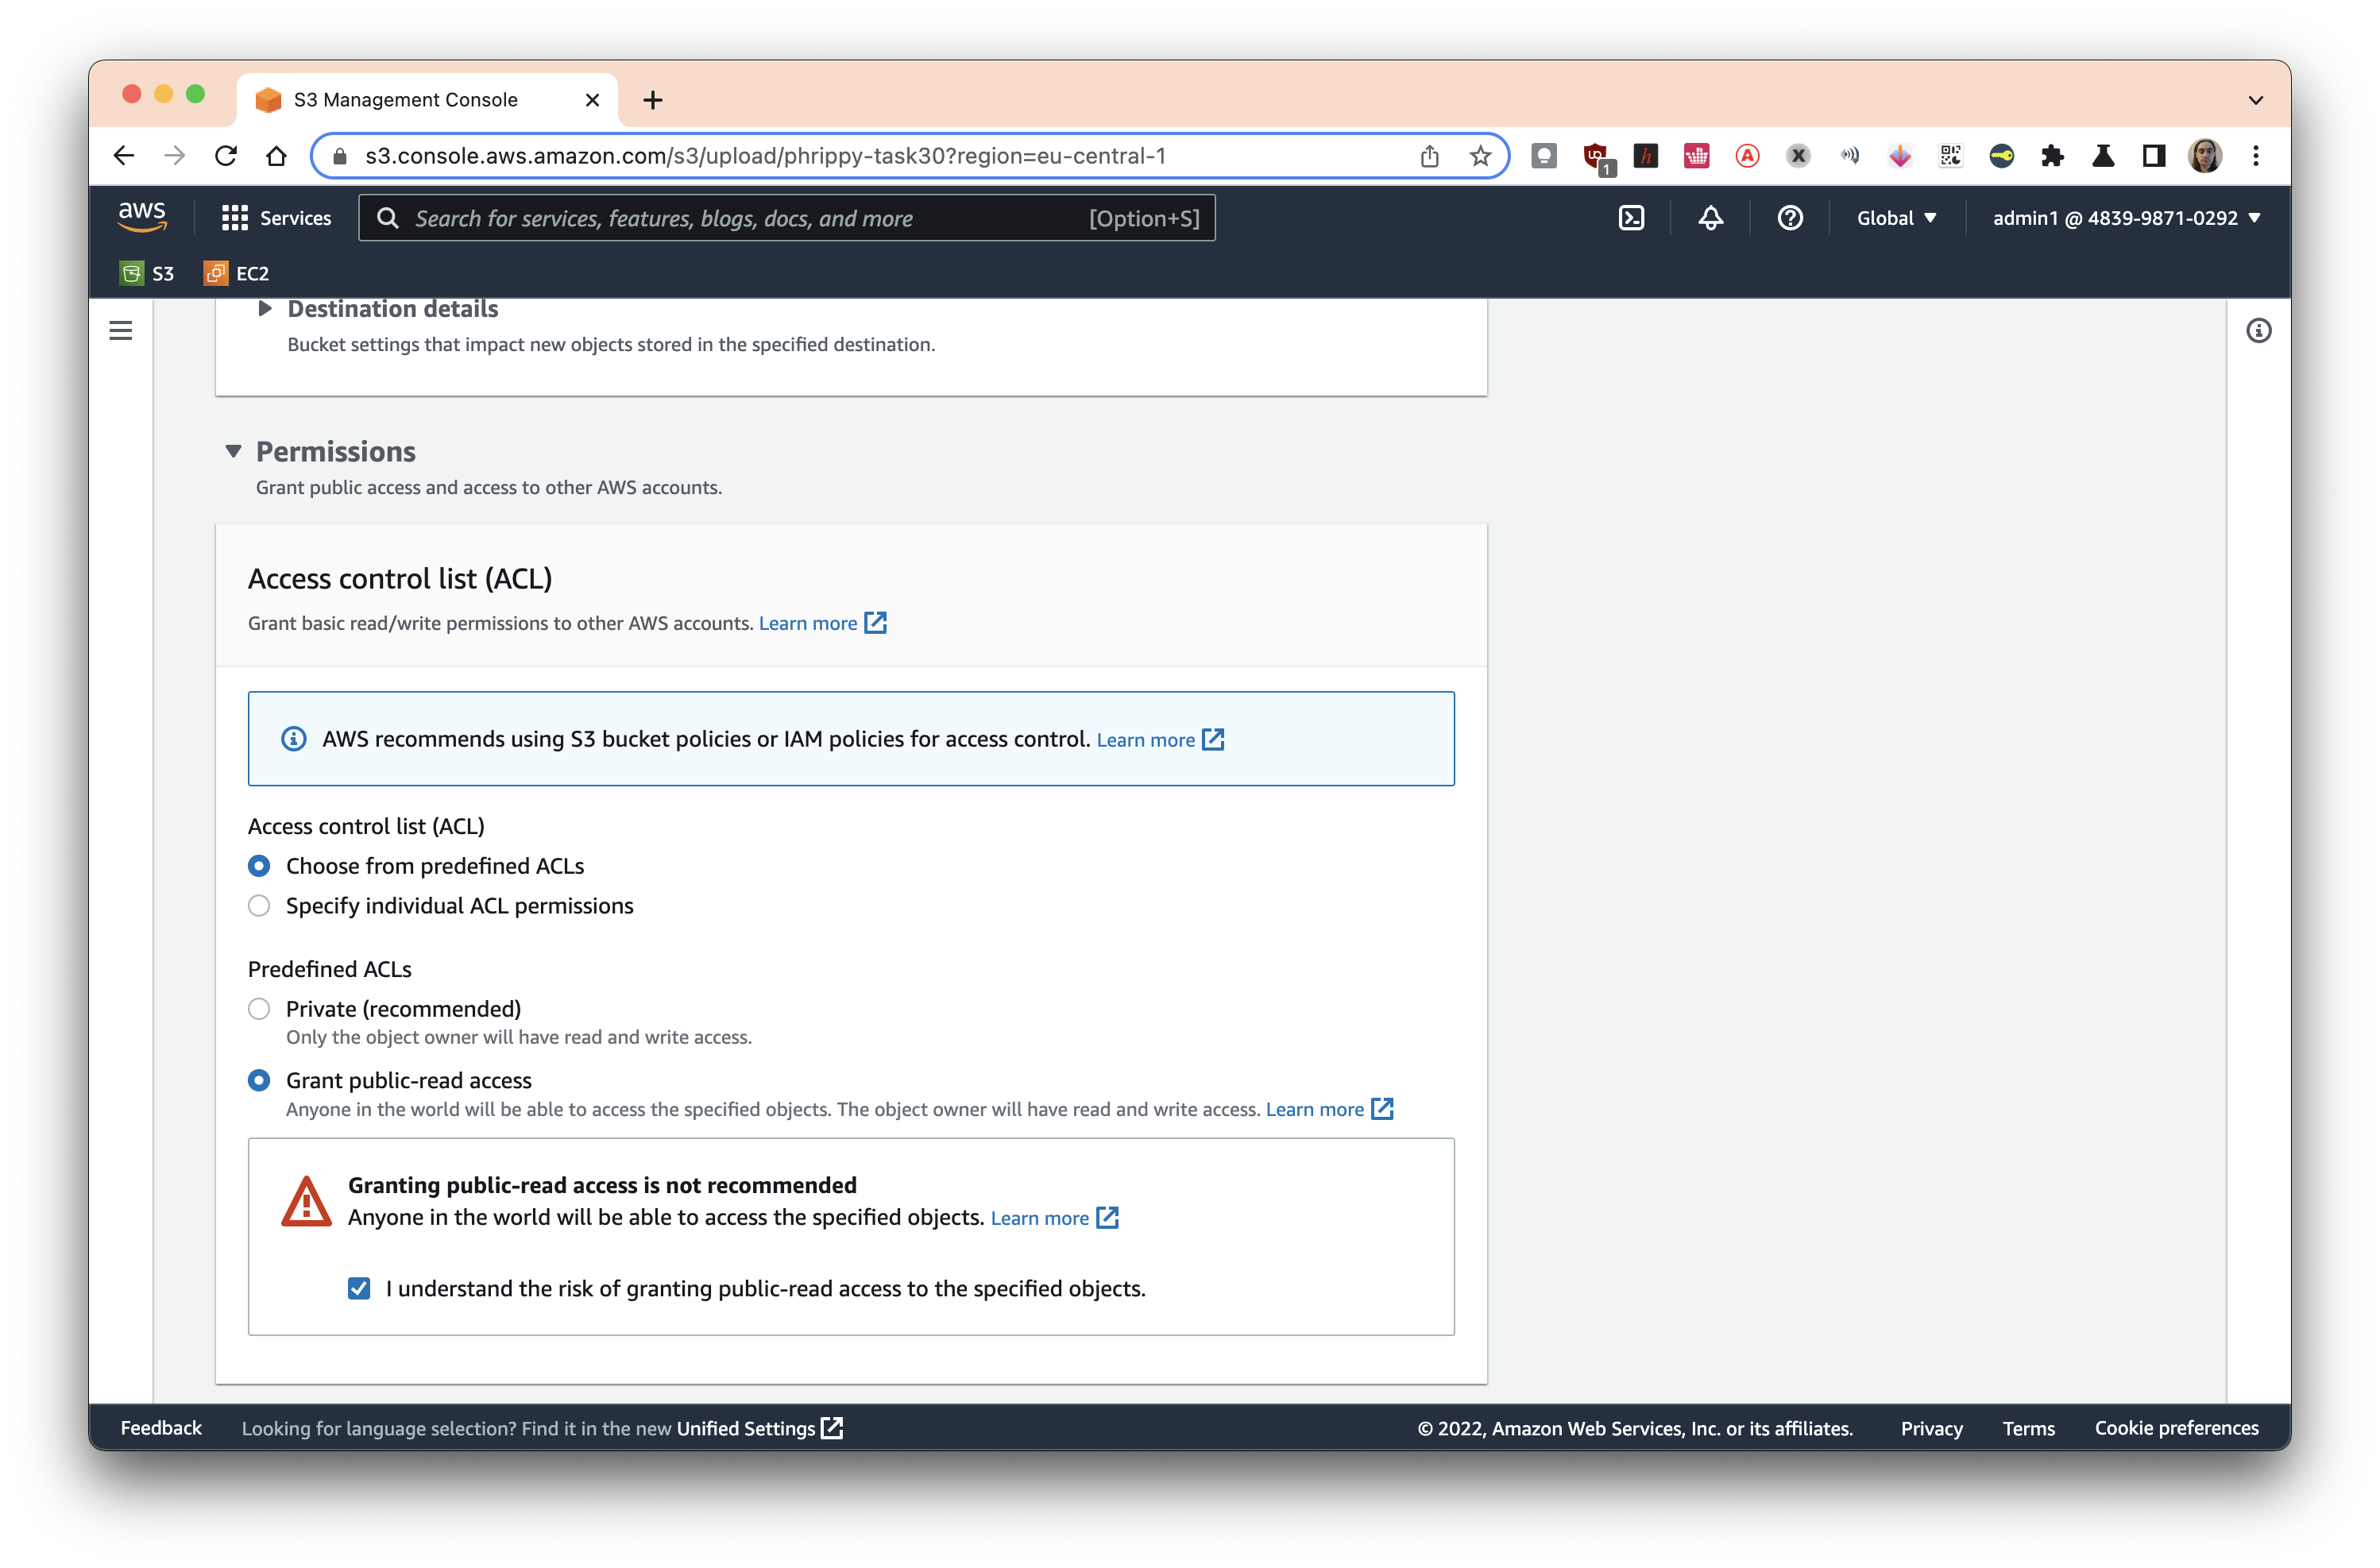 S3 Management Console
s3.console.aws.amazon.com/s3/upload/phrippy-task30?region=eu-central-1
1
aws
Services
Search for services, features, blogs, docs, and more
[Option+S]
Global
admin1 @ 4839-9871-0292
S3
EC2
Destination details
Bucket settings that impact new objects stored in the specified destination.
Permissions
Grant public access and access to other AWS accounts.
Access control list (ACL)
Grant basic read/write permissions to other AWS accounts. Learn more
AWS recommends using S3 bucket policies or IAM policies for access control. Learn more
Access control list (ACL)
Choose from predefined ACLs
Specify individual ACL permissions
Predefined ACLs
Private (recommended)
Only the object owner will have read and write access.
Grant public-read access
Anyone in the world will be able to access the specified objects. The object owner will have read and write access. Learn more
Granting public-read access is not recommended
Anyone in the world will be able to access the specified objects. Learn more
I understand the risk of granting public-read access to the specified objects.
Feedback
Looking for language selection? Find it in the new Unified Settings
© 2022, Amazon Web Services, Inc. or its affiliates.
Privacy
Terms
Cookie preferences